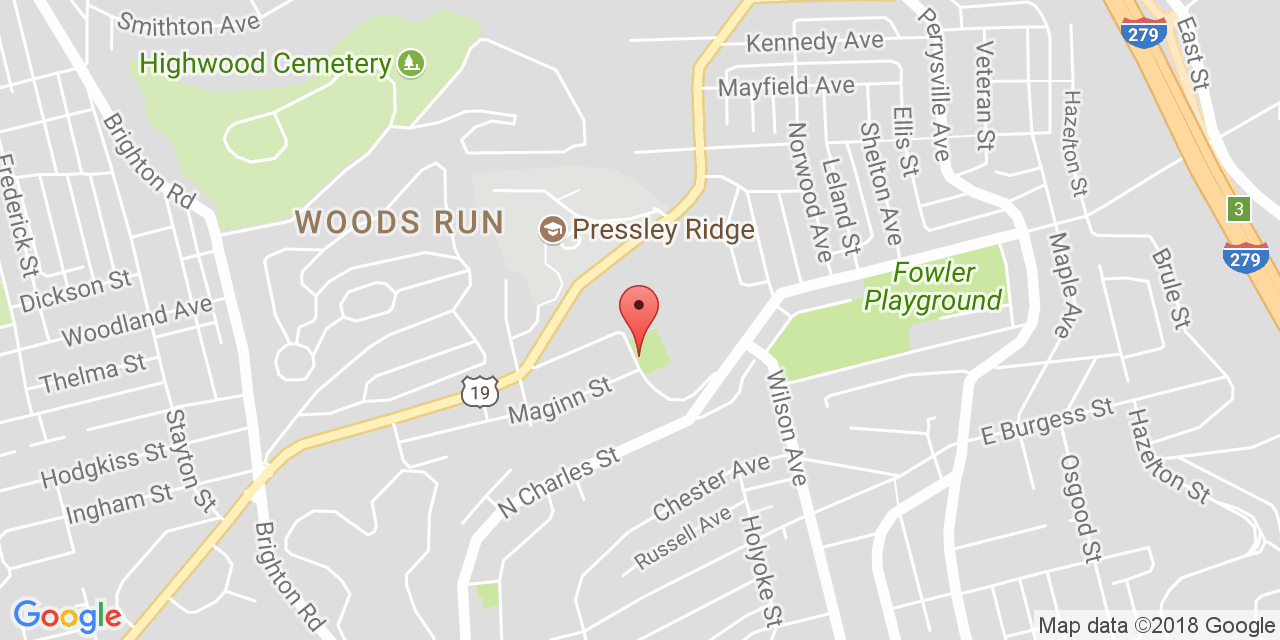 Smithton Ave
Highwood Cemetery
Kennedy Ave
Mayfield Ave
Perrysville Ave
Veteran St
Hazelton St
279
East St
Brighton Rd
Frederick St
WOODS RUN
Pressley Ridge
Norwood Ave
Leland St
Shelton Ave
Ellis St
3
279
Dickson St
Woodland Ave
Thelma St
Fowler
Playground
Maple Ave
Brule St
19
Maginn St
Stayton St
Hodgkiss St
Ingham St
Brighton Rd
N Charles St
Wilson Ave
Chester Ave
Russell Ave
Holyoke St
E Burgess St
Osgood St
Hazelton St
Google
Map data ©2018 Google